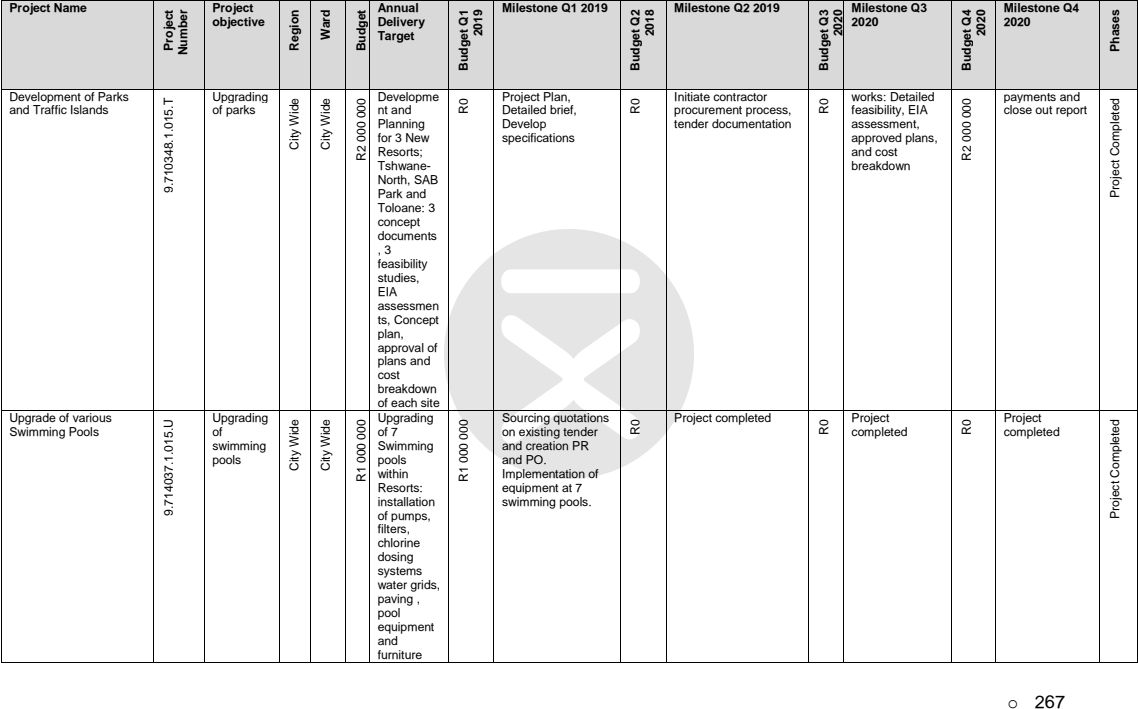 Project Name
Project
Number
Project
objective
Region
Ward
Budget
Annual
Delivery
Target
Budget Q1
2019
Milestone Q1 2019
Budget Q2
2018
Milestone Q2 2019
Budget Q3
2020
Milestone Q3
2020
Budget Q4
2020
Milestone Q4
2020
Phases
Development of Parks
and Traffic Islands
9.710348.1.015.T
Upgrading
of parks
City Wide
City Wide
R2 000 000
Developme
nt and
Planning
for 3 New
Resorts;
Tshwane-
North, SAB
Park and
Toloane: 3
concept
documents
, 3
feasibility
studies,
EIA
assessmen
ts, Concept
plan,
approval of
plans and
cost
breakdown
of each site
R0
Project Plan,
Detailed brief,
Develop
specifications
R0
Initiate contractor
procurement process,
tender documentation
R0
works: Detailed
feasibility, EIA
assessment,
approved plans,
and cost
breakdown
R2 000 000
payments and
close out report
Project Completed
Upgrade of various
Swimming Pools
9.714037.1.015.U
Upgrading
of
swimming
pools
City Wide
City Wide
R1 000 000
Upgrading
of 7
Swimming
pools
within
Resorts:
installation
of pumps,
filters,
chlorine
dosing
systems
water grids,
paving ,
pool
equipment
and
furniture
R1 000 000
Sourcing quotations
on existing tender
and creation PR
and PO.
Implementation of
equipment at 7
swimming pools.
R0
Project completed
R0
Project
completed
R0
Project
completed
Project Completed
○ 267